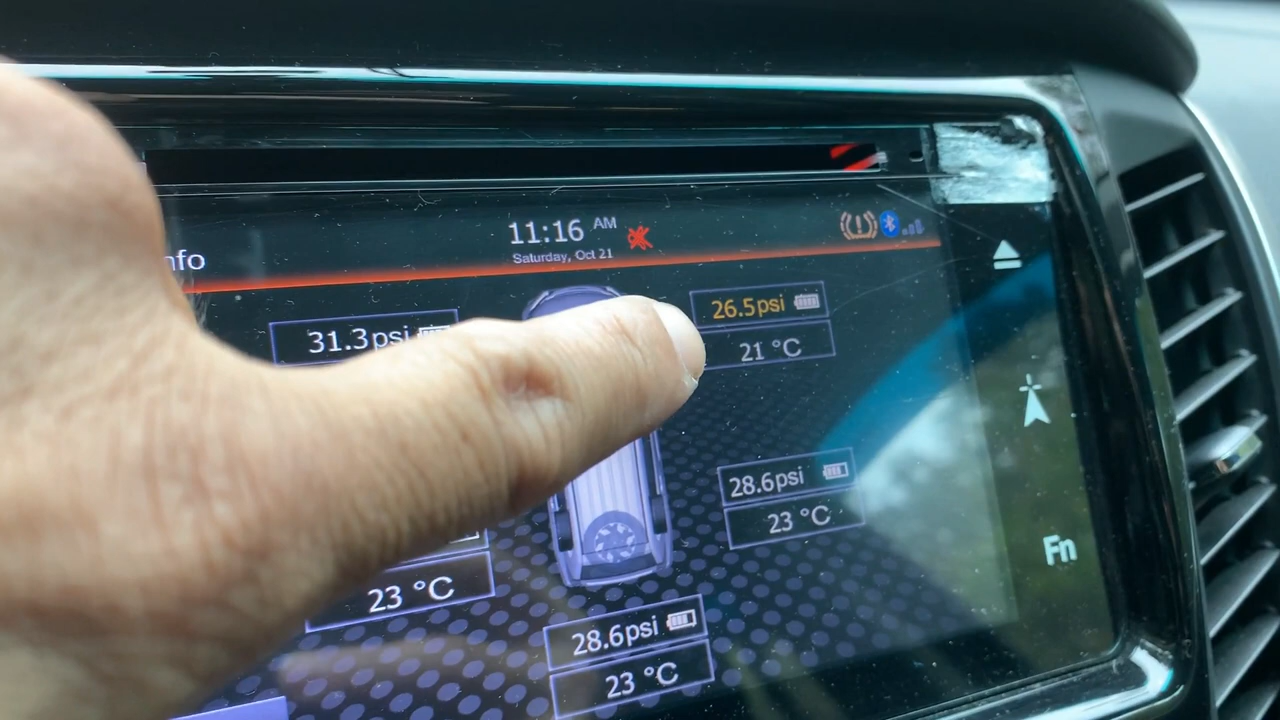 11:16 AM
Saturday, Oct 21
31.3psi
26.5psi
21 °C
28.6psi
23 °C
23 °C
28.6psi
23 °C
Fn